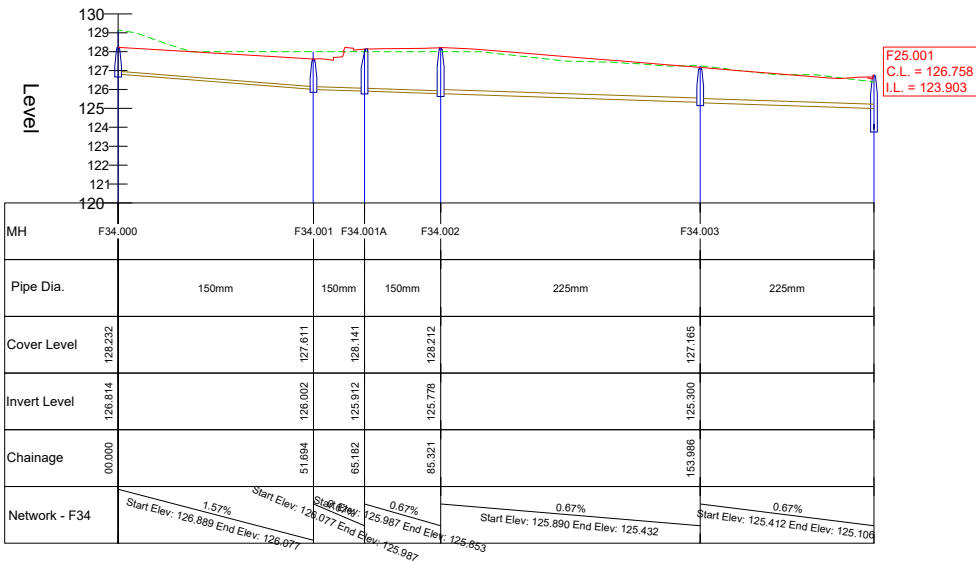 130
129
128
127
126
125
124
123
122
121
120
Level
F25.001
C.L. = 126.758
I.L. = 123.903
MH F34.000 F34.001 F34.001A F34.002 F34.003
Pipe Dia. 150mm 150mm 150mm 225mm 225mm
Cover Level 128.232 127.611 128.141 128.212 127.165
Invert Level 126.814 126.002 125.912 125.778 125.300
Chainage 00.000 51.694 65.182 85.321 153.986
Network - F34
1.57%
Start Elev: 126.889 End Elev: 126.077
0.67%
Start Elev: 126.077 End Elev: 125.987
0.67%
Start Elev: 125.987 End Elev: 125.853
0.67%
Start Elev: 125.890 End Elev: 125.432
0.67%
Start Elev: 125.412 End Elev: 125.106